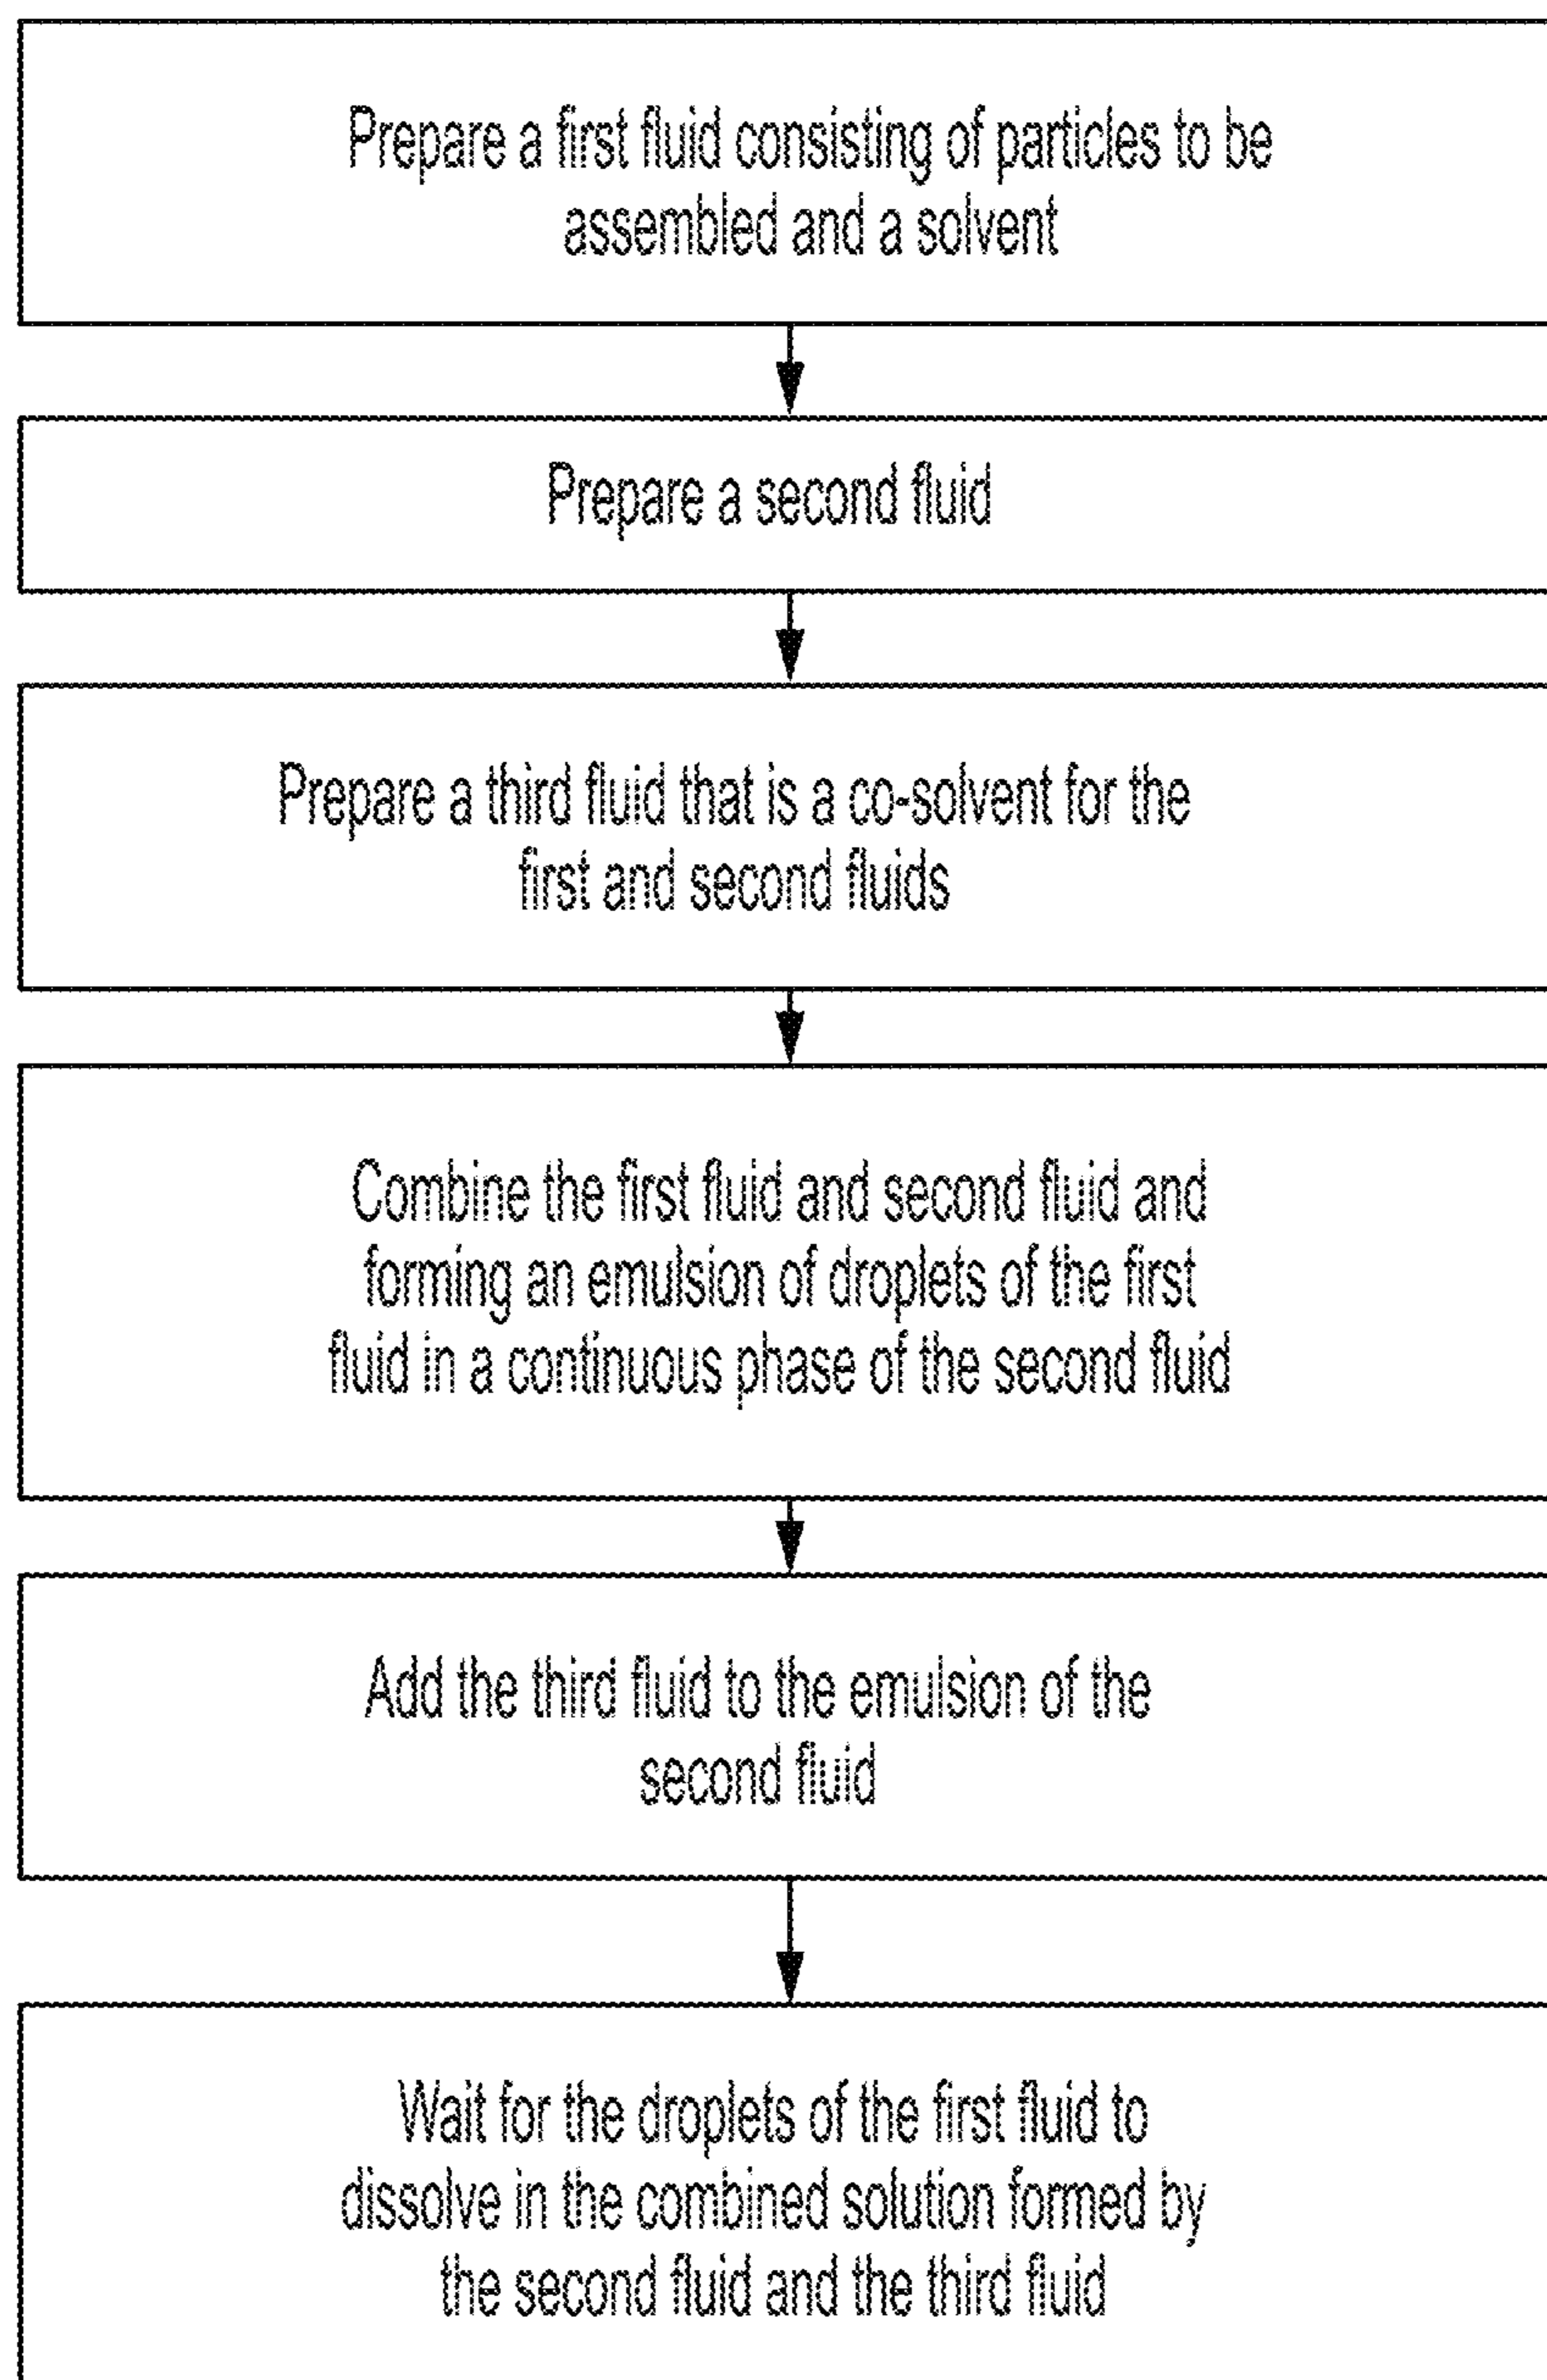 Prepare a first fluid consisting of particles to be
assembled and a solvent
Prepare a second fluid
Prepare a third fluid that is a co-solvent for the
first and second fluids
Combine the first fluid and second fluid and
forming an emulsion of droplets of the first
fluid in a continuous phase of the second fluid
Add the third fluid to the emulsion of the
second fluid
Wait for the droplets of the first fluid to
dissolve in the combined solution formed by
the second fluid and the third fluid